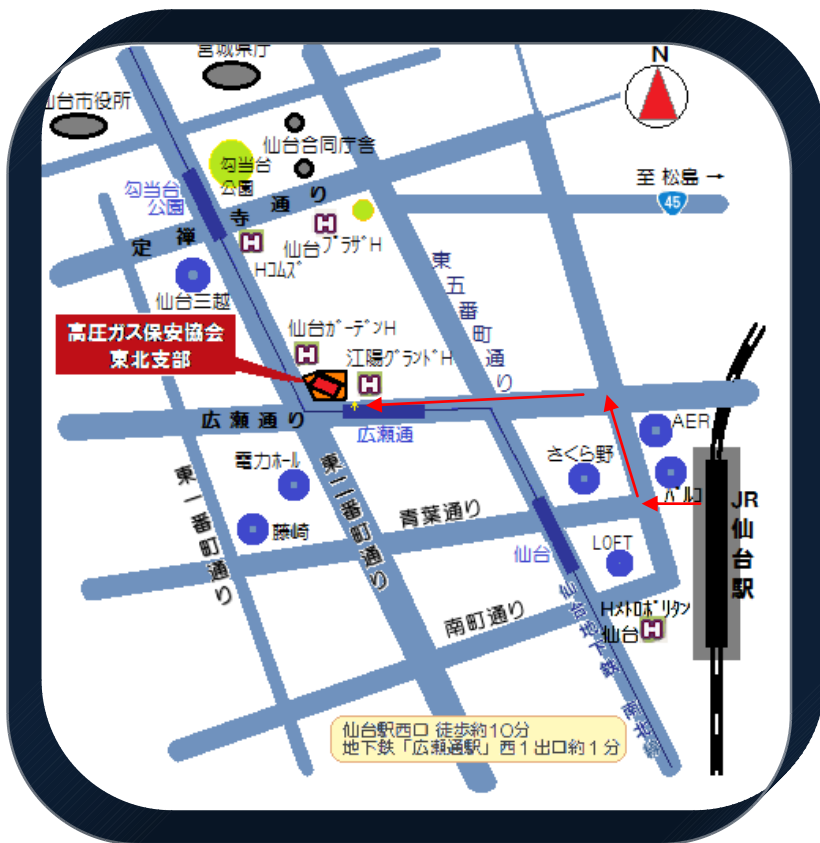 宮城県庁
N
仙台市役所
仙台合同庁舎
勾当台
公園
勾当台
公園
至 松島 →
45
定禅寺通り
H
仙台プラザH
H
Hコムズ
東五番町通り
仙台三越
高圧ガス保安協会
東北支部
仙台ガーデンH
H
江陽グランドH
H
広瀬通り
広瀬通
AER
さくら野
パルコ
電力ホール
東一番町通り
東二番町通り
藤崎
青葉通り
JR仙台駅
仙台
LOFT
南町通り
Hメトロポリタン
仙台
H
仙台地下鉄 南北線
仙台駅西口 徒歩約10分
地下鉄「広瀬通駅」西1出口約1分